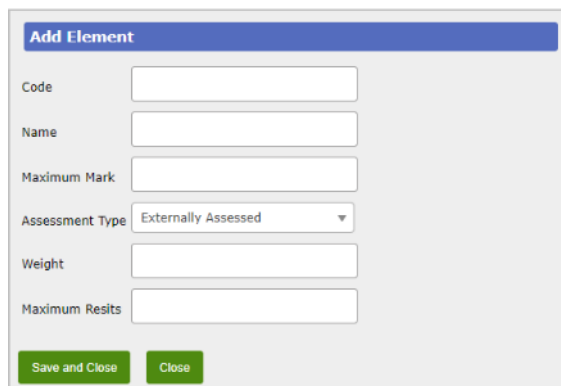 Add Element
Code
Name
Maximum Mark
Assessment Type Externally Assessed
Weight
Maximum Resits
Save and Close Close